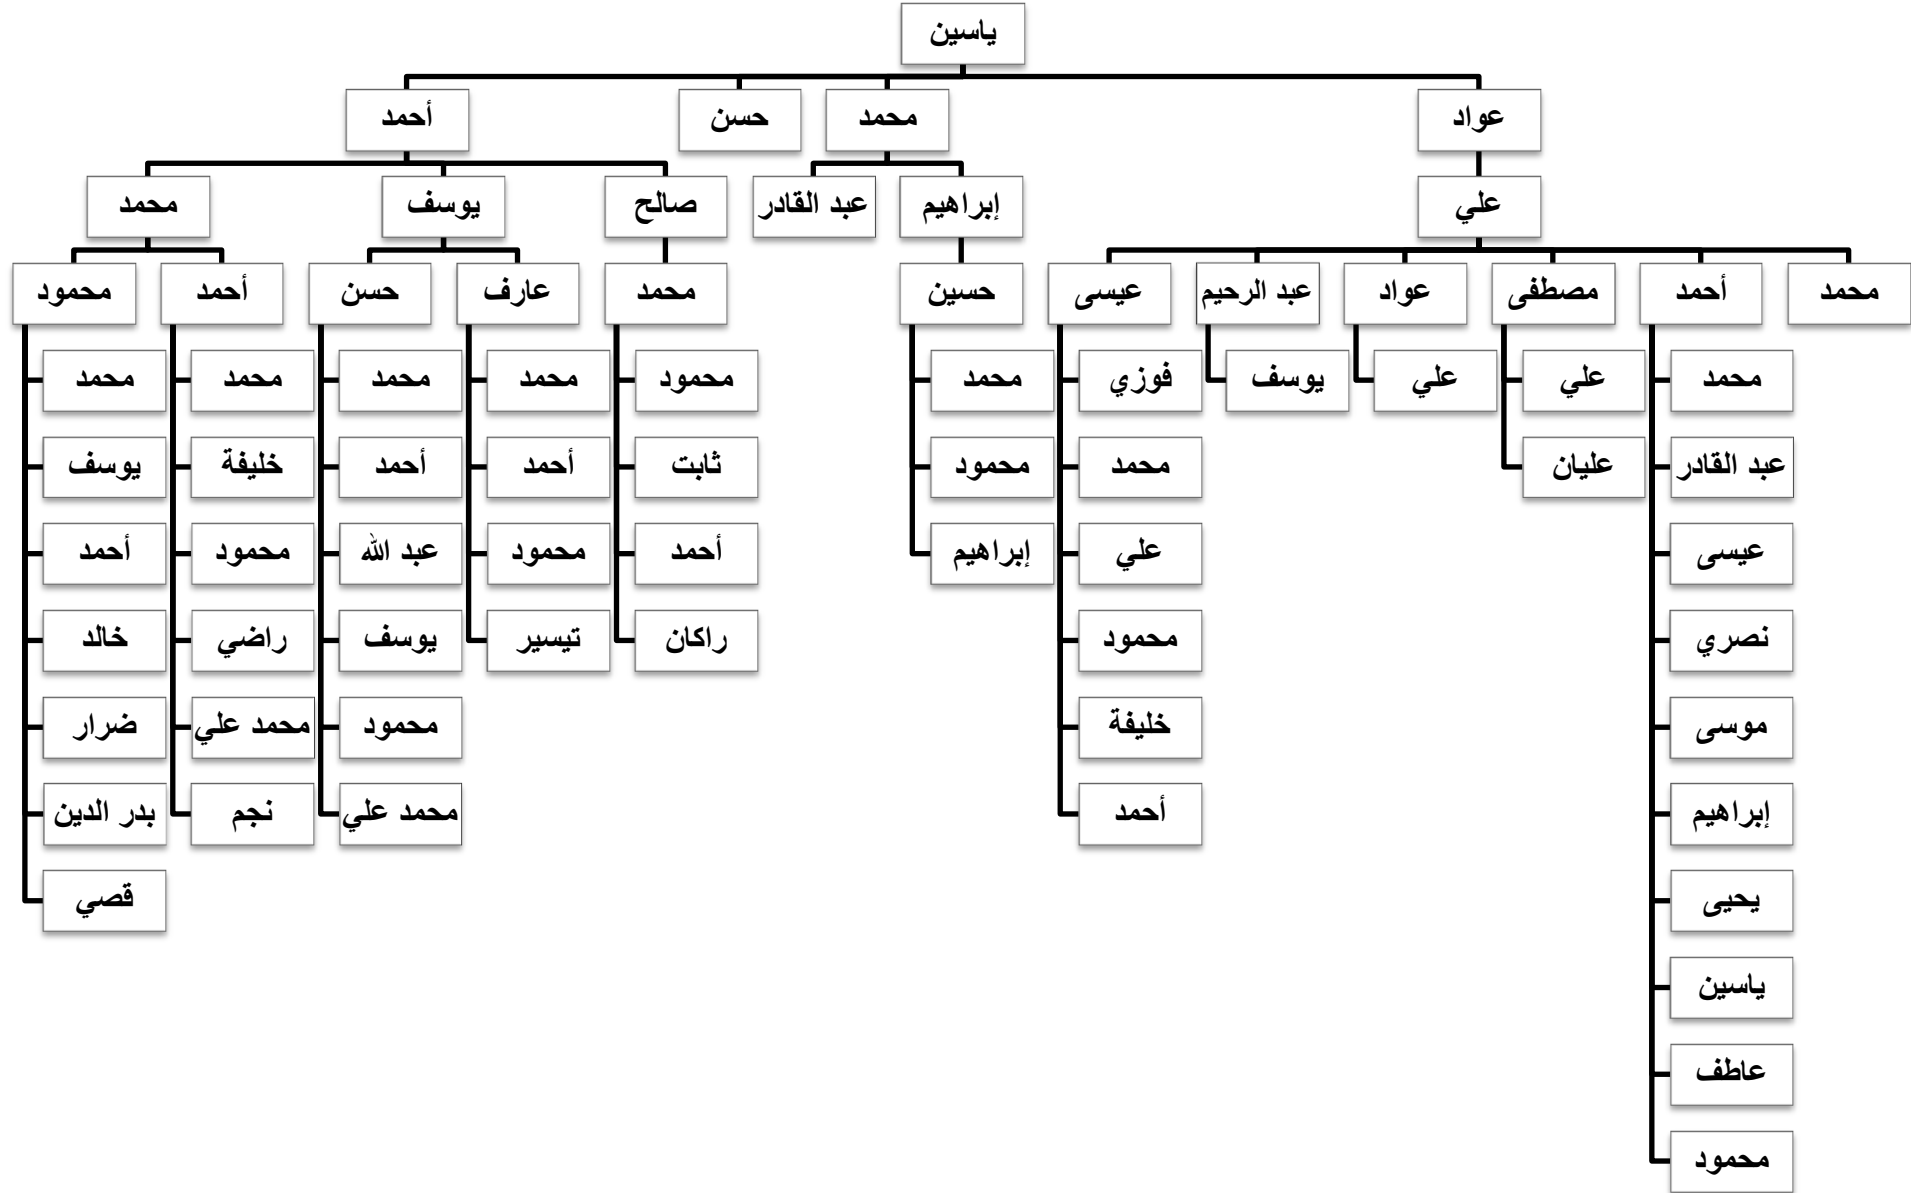 ياسين
عواد
محمد
حسن
أحمد
علي
إبراهيم
عبد القادر
صالح
يوسف
محمد
محمد
أحمد
مصطفى
عواد
عبد الرحيم
عيسى
حسين
محمد
عارف
حسن
أحمد
محمود
محمد
علي
علي
يوسف
فوزي
محمد
محمود
محمد
محمد
محمد
محمد
عبد القادر
عليان
محمد
محمود
ثابت
أحمد
أحمد
خليفة
يوسف
عيسى
علي
إبراهيم
أحمد
محمود
عبد الله
محمود
أحمد
نصري
محمود
راكان
تيسير
يوسف
راضي
خالد
موسى
خليفة
محمود
محمد علي
ضرار
إبراهيم
أحمد
محمد علي
نجم
بدر الدين
يحيى
قصي
ياسين
عاطف
محمود